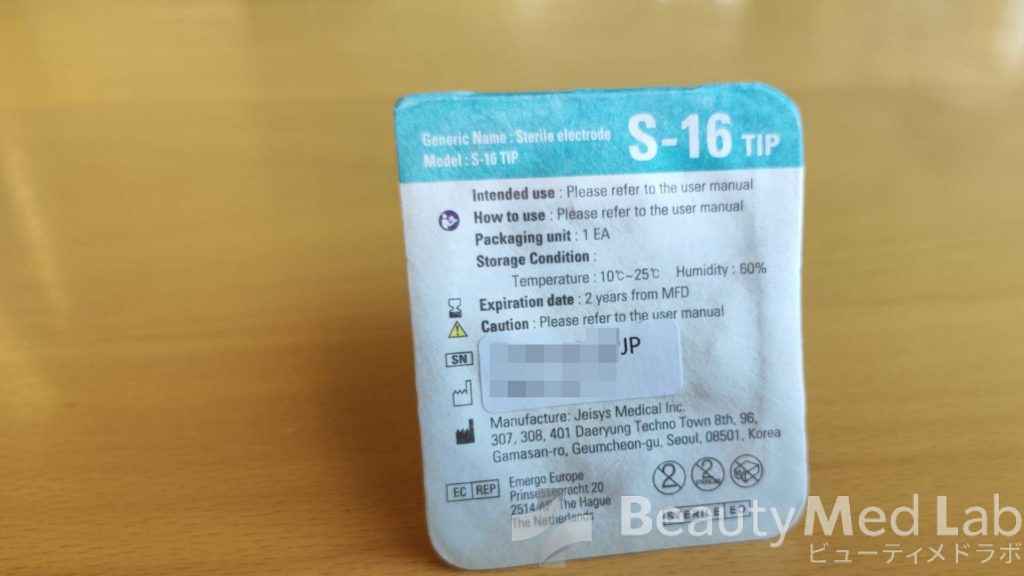 Generic Name : Sterile electrode
Model : S-16 TIP
S-16 TIP
Intended use : Please refer to the user manual
How to use : Please refer to the user manual
Packaging unit : 1 EA
Storage Condition :
Temperature : 10℃~25℃ Humidity : 60%
Expiration date : 2 years from MFD
Caution : Please refer to the user manual
SN
JP
Manufacture: Jeisys Medical Inc.
307, 308, 401 Daeryung Techno Town 8th, 96,
Gamasan-ro, Geumcheon-gu, Seoul, 08501, Korea
EC REP
Emergo Europe
Prinsessegracht 20
2514 AP The Hague
The Netherlands
STERILE EO
BeautyMed Lab
ビューティメドラボ